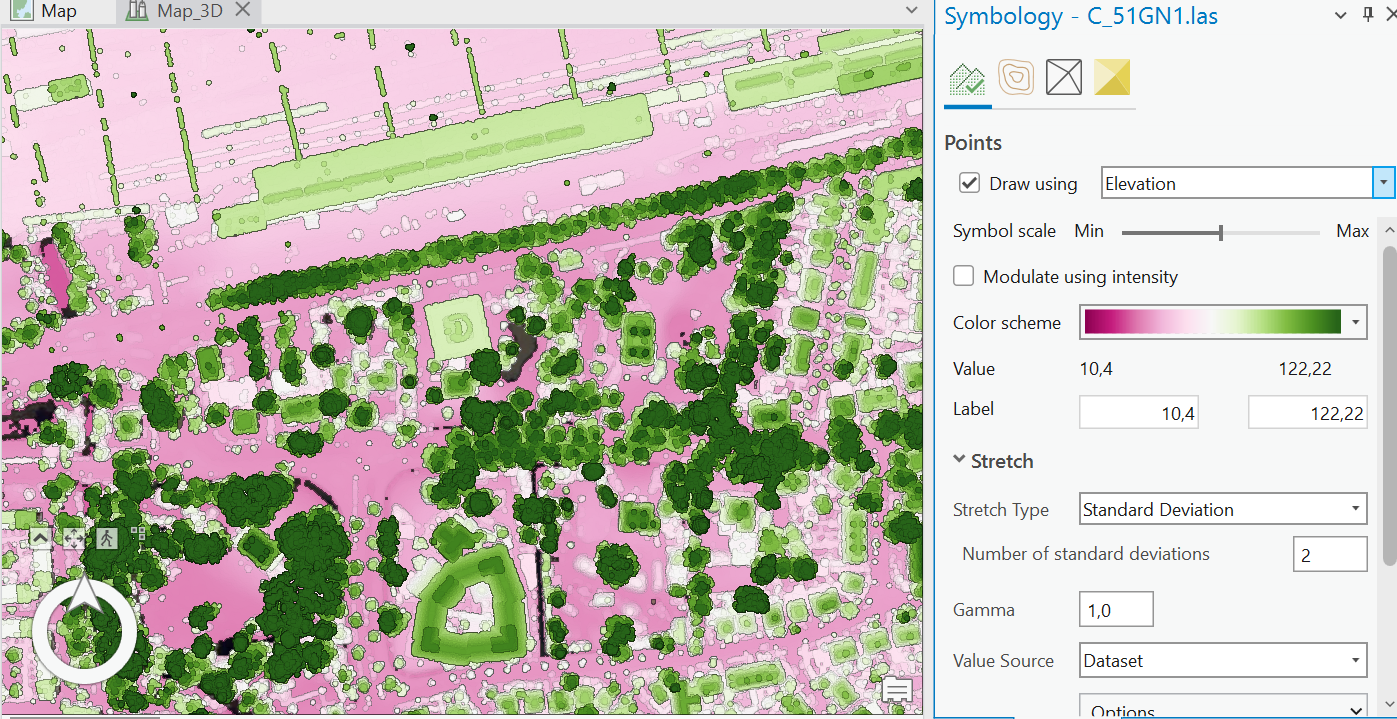 Map
Map_3D
Symbology - C_51GN1.las
Points
Draw using
Elevation
Symbol scale
Min
Max
Modulate using intensity
Color scheme
Value
10,4
122,22
Label
10,4
122,22
Stretch
Stretch Type
Standard Deviation
Number of standard deviations
2
Gamma
1,0
Value Source
Dataset
Options